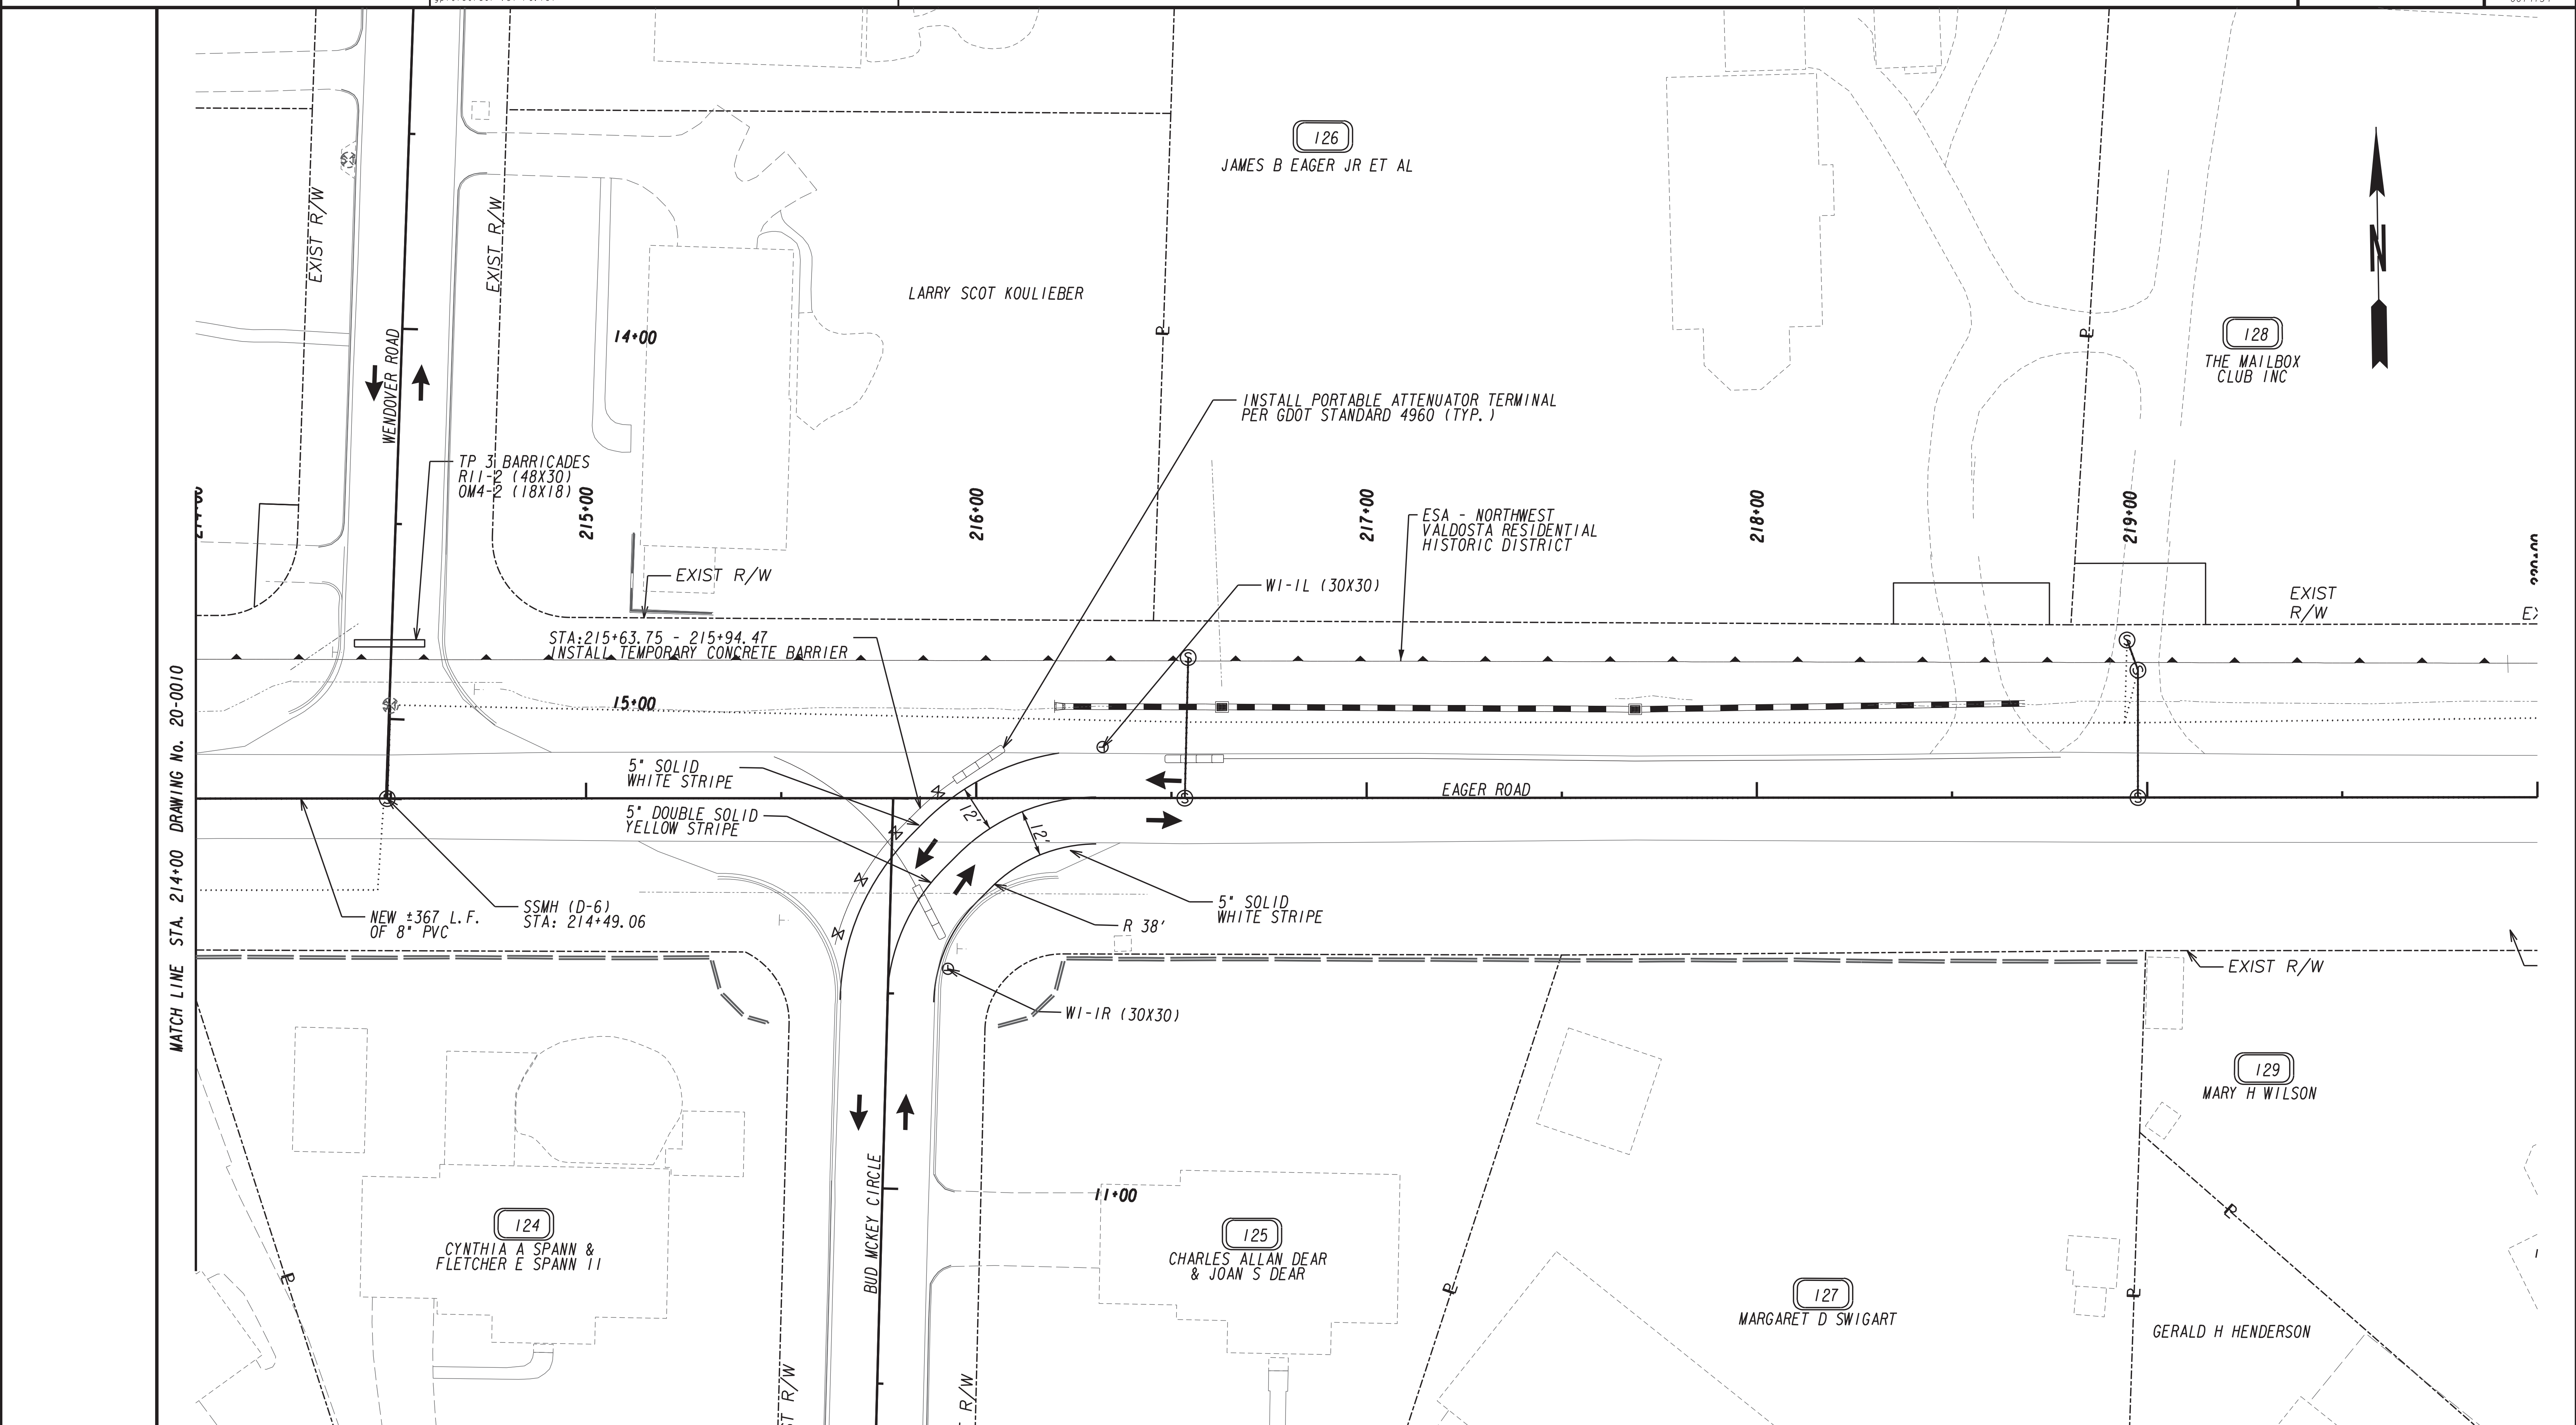 126
JAMES B EAGER JR ET AL
N
EXIST R/W
EXIST R/W
LARRY SCOT KOULIEBER
14+00
WENDOVER ROAD
P
P
128
THE MAILBOX
CLUB INC
INSTALL PORTABLE ATTENUATOR TERMINAL
PER GDOT STANDARD 4960 (TYP.)
TP 3 BARRICADES
R11-2 (48X30)
OM4-2 (18X18)
215+00
216+00
217+00
218+00
219+00
ESA - NORTHWEST
VALDOSTA RESIDENTIAL
HISTORIC DISTRICT
EXIST R/W
W1-1L (30X30)
EXIST
R/W
STA:215+63.75 - 215+94.47
INSTALL TEMPORARY CONCRETE BARRIER
S
S
S
15+00
MATCH LINE STA. 214+00 DRAWING No. 20-0010
5" SOLID
WHITE STRIPE
EAGER ROAD
S
S
S
5" DOUBLE SOLID
YELLOW STRIPE
12'
12'
NEW ±367 L.F.
OF 8" PVC
SSMH (D-6)
STA: 214+49.06
5" SOLID
WHITE STRIPE
R 38'
EXIST R/W
W1-1R (30X30)
129
MARY H WILSON
BUD MCKEY CIRCLE
11+00
124
CYNTHIA A SPANN &
FLETCHER E SPANN II
125
CHARLES ALLAN DEAR
& JOAN S DEAR
P
P
P
P
127
MARGARET D SWIGART
GERALD H HENDERSON
R/W
R/W